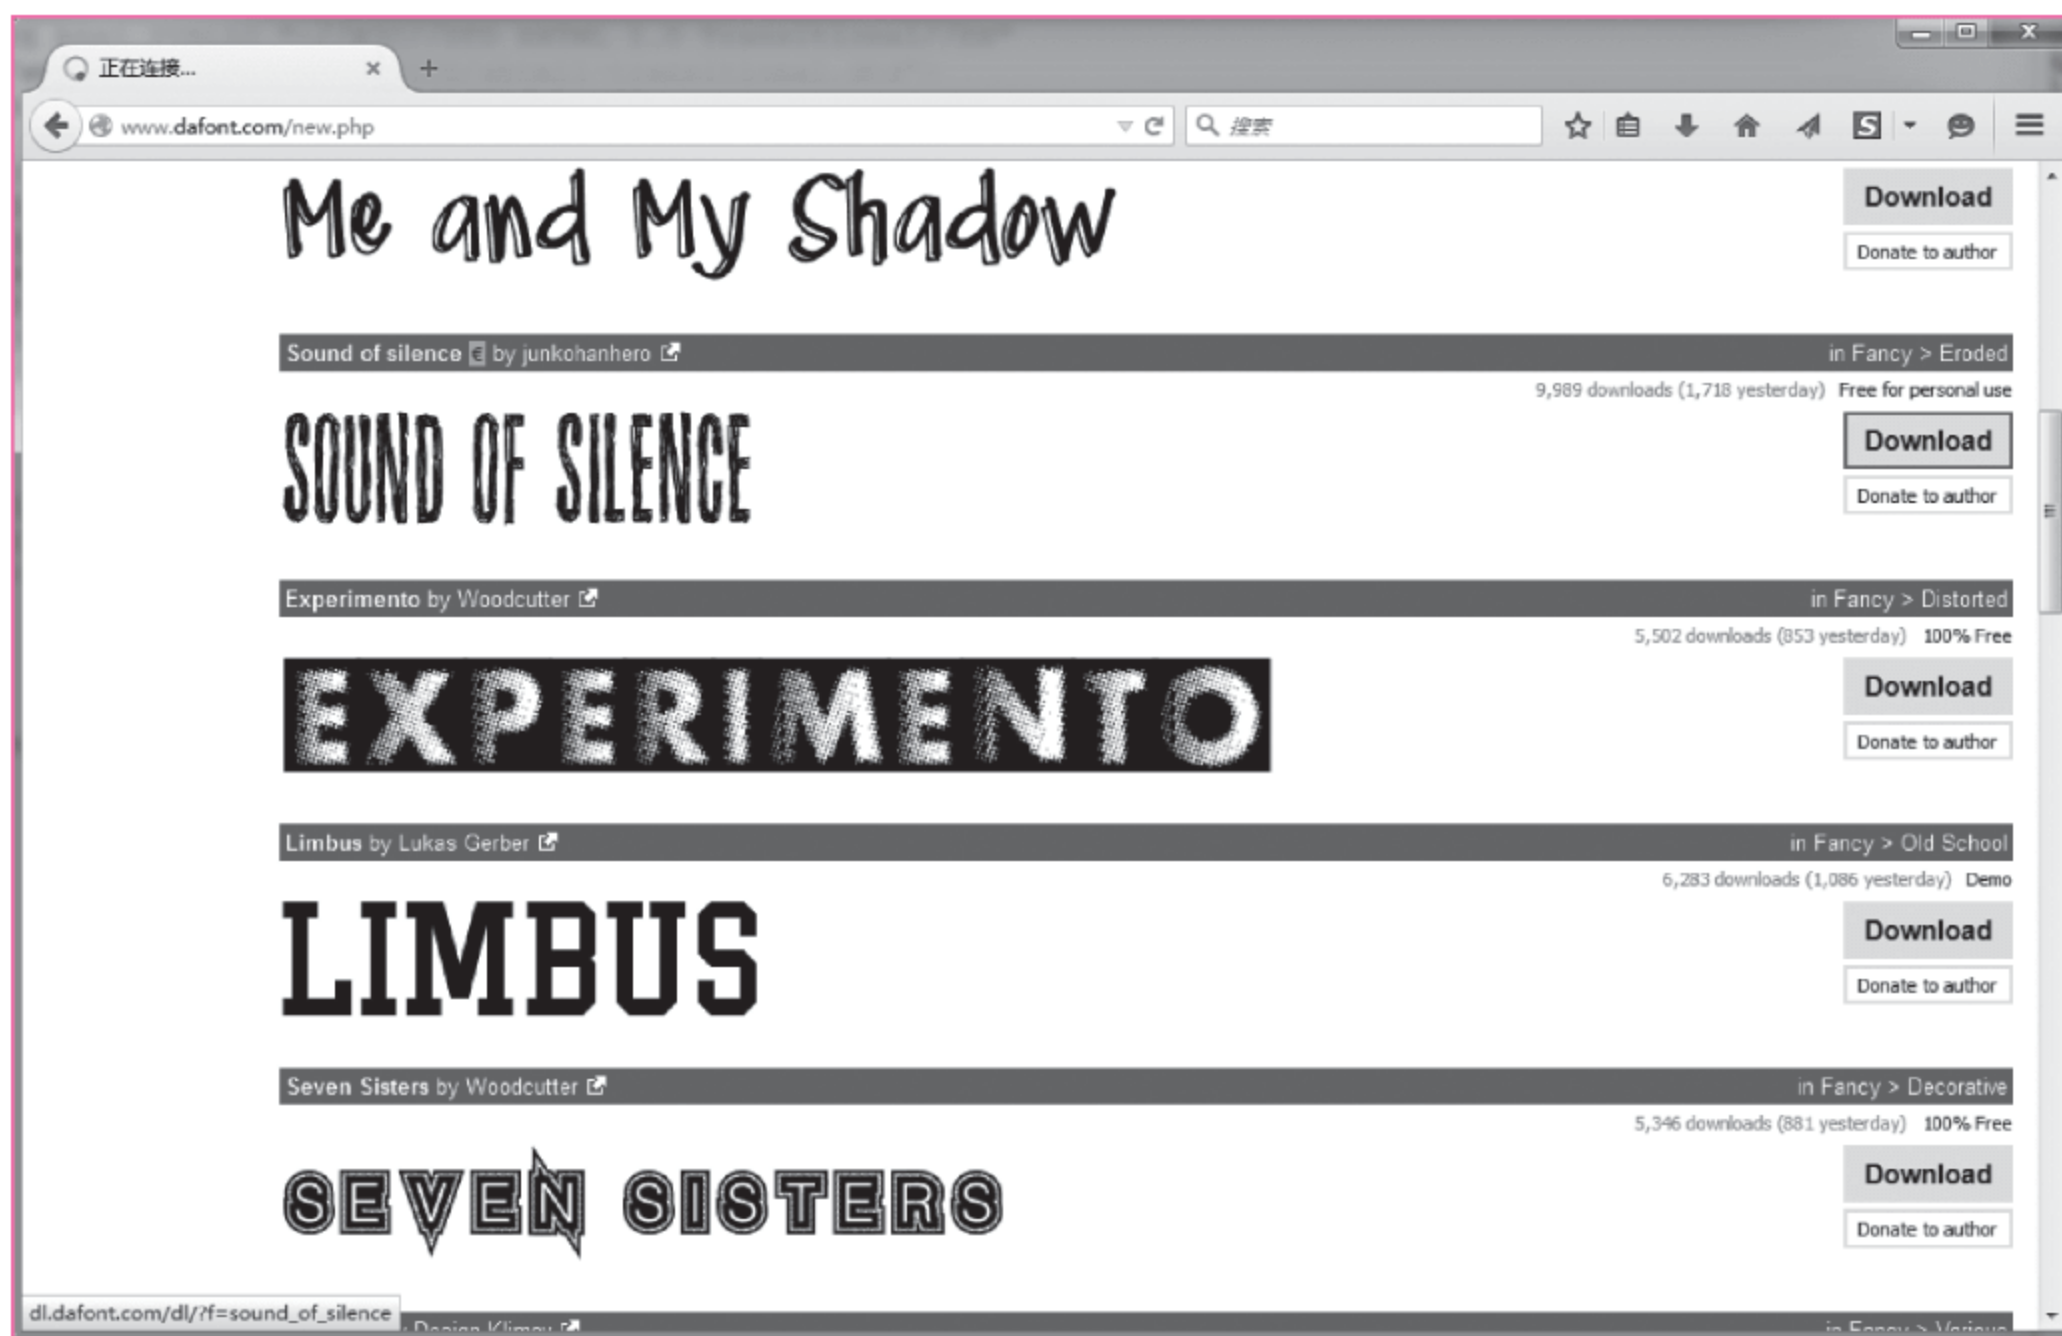 正在连接...
www.dafont.com/new.php
搜索
Me and My Shadow
Download
Donate to author
Sound of silence € by junkohanhero in Fancy > Eroded
9,989 downloads (1,718 yesterday) Free for personal use
SOUND OF SILENCE
Download
Donate to author
Experimento by Woodcutter in Fancy > Distorted
5,502 downloads (853 yesterday) 100% Free
EXPERIMENTO
Download
Donate to author
Limbus by Lukas Gerber in Fancy > Old School
6,283 downloads (1,086 yesterday) Demo
LIMBUS
Download
Donate to author
Seven Sisters by Woodcutter in Fancy > Decorative
5,346 downloads (881 yesterday) 100% Free
SEVEN SISTERS
Download
Donate to author
dl.dafont.com/dl/?f=sound_of_silence
in Fancy > Various